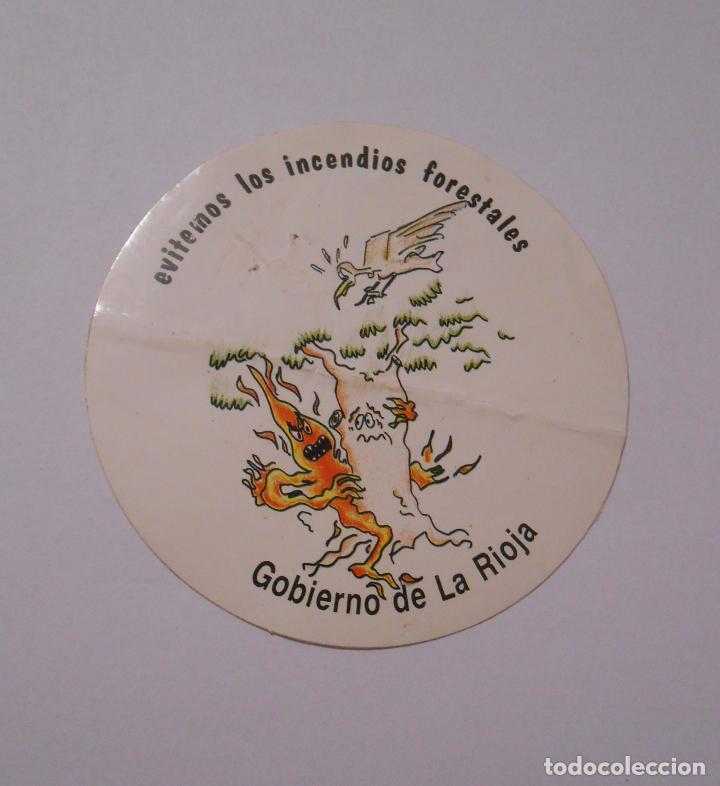 evitemos los incendios forestales
Gobierno de La Rioja
todocoleccion